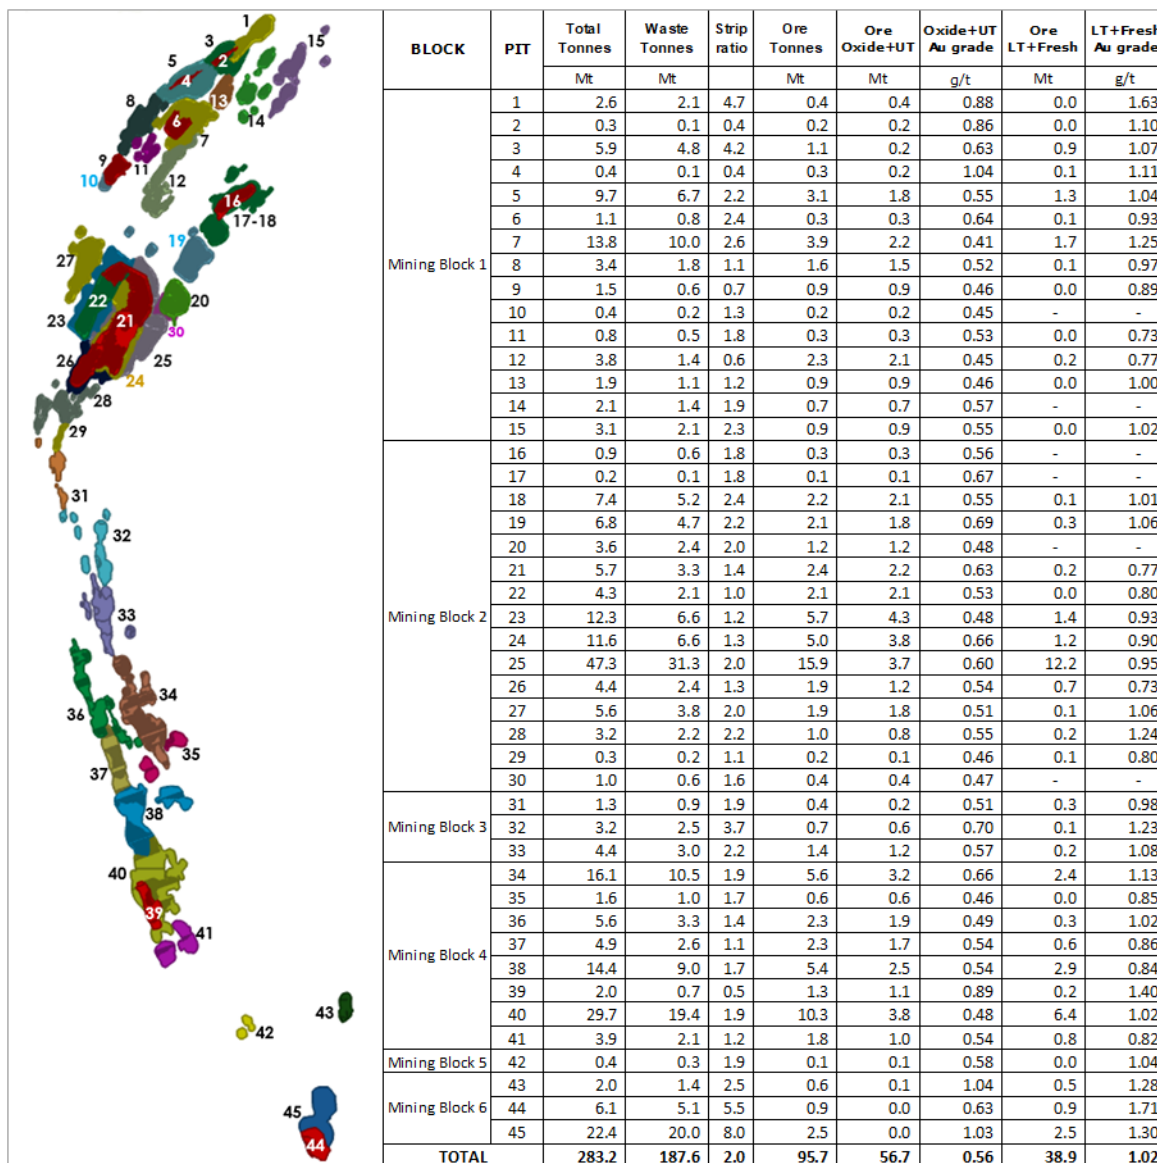 1
3
15
5
2
4
8
13
14
6
7
9
11
10
12
16
17-18
19
27
22
20
21
23
30
26
25
24
28
29
31
32
33
34
36
35
37
38
40
39
41
43
42
45
44
BLOCK PIT Total Tonnes Waste Tonnes Strip ratio Ore Tonnes Ore Oxide+UT Oxide+UT Au grade Ore LT+Fresh LT+Fresh Au grade
Mt Mt Mt Mt g/t Mt g/t
Mining Block 1
1 2.6 2.1 4.7 0.4 0.4 0.88 0.0 1.63
2 0.3 0.1 0.4 0.2 0.2 0.86 0.0 1.10
3 5.9 4.8 4.2 1.1 0.2 0.63 0.9 1.07
4 0.4 0.1 0.4 0.3 0.2 1.04 0.1 1.11
5 9.7 6.7 2.2 3.1 1.8 0.55 1.3 1.04
6 1.1 0.8 2.4 0.3 0.3 0.64 0.1 0.93
7 13.8 10.0 2.6 3.9 2.2 0.41 1.7 1.25
8 3.4 1.8 1.1 1.6 1.5 0.52 0.1 0.97
9 1.5 0.6 0.7 0.9 0.9 0.46 0.0 0.89
10 0.4 0.2 1.3 0.2 0.2 0.45 - -
11 0.8 0.5 1.8 0.3 0.3 0.53 0.0 0.73
12 3.8 1.4 0.6 2.3 2.1 0.45 0.2 0.77
13 1.9 1.1 1.2 0.9 0.9 0.46 0.0 1.00
14 2.1 1.4 1.9 0.7 0.7 0.57 - -
15 3.1 2.1 2.3 0.9 0.9 0.55 0.0 1.02
Mining Block 2
16 0.9 0.6 1.8 0.3 0.3 0.56 - -
17 0.2 0.1 1.8 0.1 0.1 0.67 - -
18 7.4 5.2 2.4 2.2 2.1 0.55 0.1 1.01
19 6.8 4.7 2.2 2.1 1.8 0.69 0.3 1.06
20 3.6 2.4 2.0 1.2 1.2 0.48 - -
21 5.7 3.3 1.4 2.4 2.2 0.63 0.2 0.77
22 4.3 2.1 1.0 2.1 2.1 0.53 0.0 0.80
23 12.3 6.6 1.2 5.7 4.3 0.48 1.4 0.93
24 11.6 6.6 1.3 5.0 3.8 0.66 1.2 0.90
25 47.3 31.3 2.0 15.9 3.7 0.60 12.2 0.95
26 4.4 2.4 1.3 1.9 1.2 0.54 0.7 0.73
27 5.6 3.8 2.0 1.9 1.8 0.51 0.1 1.06
28 3.2 2.2 2.2 1.0 0.8 0.55 0.2 1.24
29 0.3 0.2 1.1 0.2 0.1 0.46 0.1 0.80
30 1.0 0.6 1.6 0.4 0.4 0.47 - -
Mining Block 3
31 1.3 0.9 1.9 0.4 0.2 0.51 0.3 0.98
32 3.2 2.5 3.7 0.7 0.6 0.70 0.1 1.23
33 4.4 3.0 2.2 1.4 1.2 0.57 0.2 1.08
Mining Block 4
34 16.1 10.5 1.9 5.6 3.2 0.66 2.4 1.13
35 1.6 1.0 1.7 0.6 0.6 0.46 0.0 0.85
36 5.6 3.3 1.4 2.3 1.9 0.49 0.3 1.02
37 4.9 2.6 1.1 2.3 1.7 0.54 0.6 0.86
38 14.4 9.0 1.7 5.4 2.5 0.54 2.9 0.84
39 2.0 0.7 0.5 1.3 1.1 0.89 0.2 1.40
40 29.7 19.4 1.9 10.3 3.8 0.48 6.4 1.02
41 3.9 2.1 1.2 1.8 1.0 0.54 0.8 0.82
Mining Block 5
42 0.4 0.3 1.9 0.1 0.1 0.58 0.0 1.04
Mining Block 6
43 2.0 1.4 2.5 0.6 0.1 1.04 0.5 1.28
44 6.1 5.1 5.5 0.9 0.0 0.63 0.9 1.71
45 22.4 20.0 8.0 2.5 0.0 1.03 2.5 1.30
TOTAL 283.2 187.6 2.0 95.7 56.7 0.56 38.9 1.02